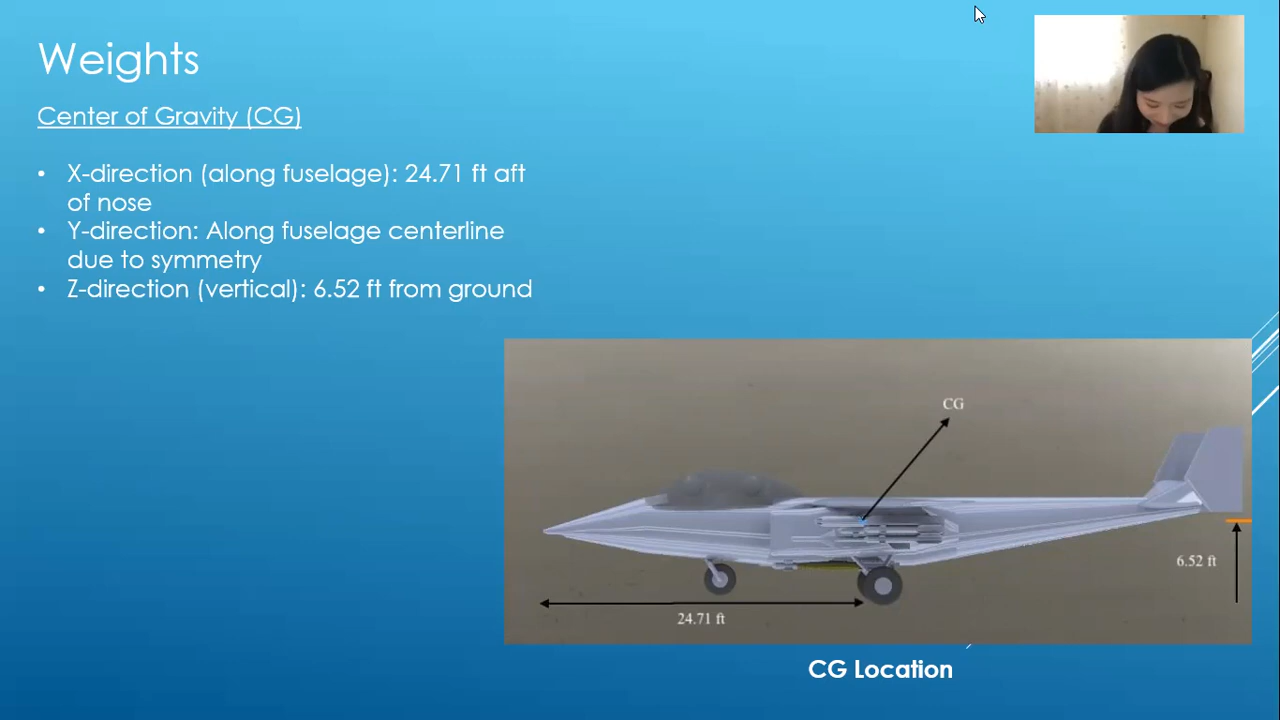 Weights
Center of Gravity (CG)
• X-direction (along fuselage): 24.71 ft aft
of nose
• Y-direction: Along fuselage centerline
due to symmetry
• Z-direction (vertical): 6.52 ft from ground
CG
6.52 ft
24.71 ft
CG Location